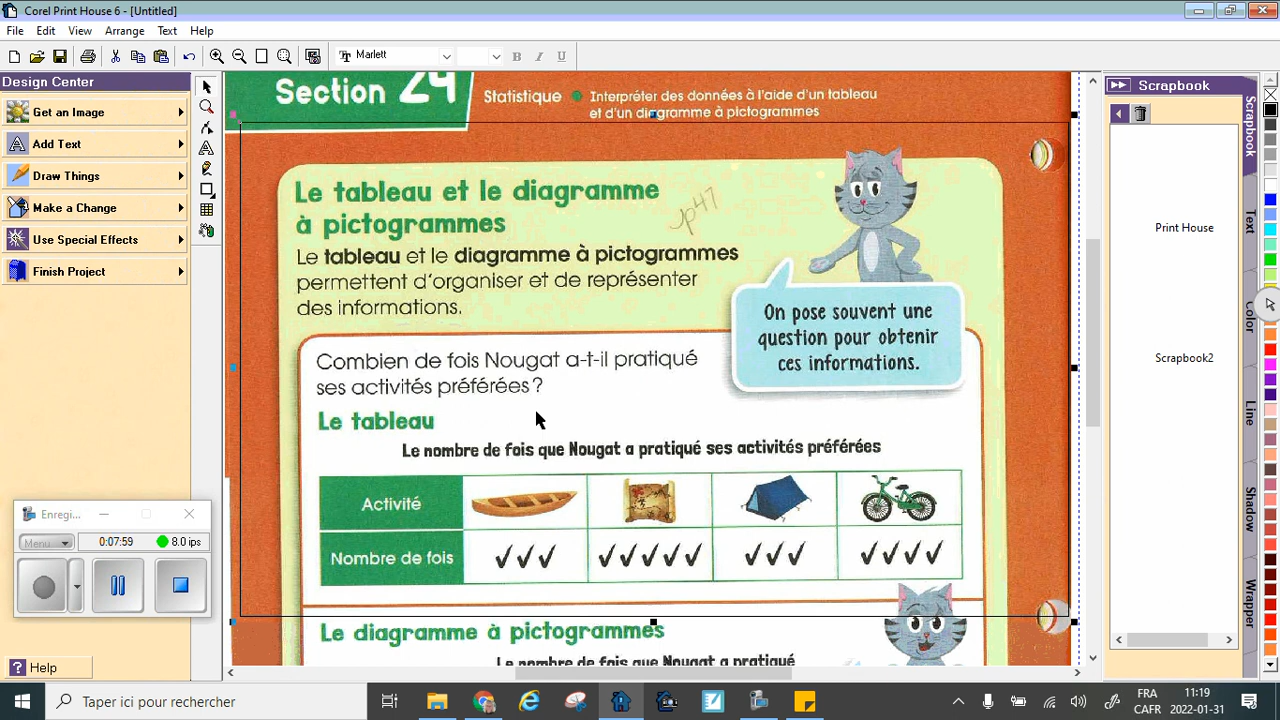 Corel Print House 6 - [Untitled]
File Edit View Arrange Text Help
Marlett
B I U
Design Center
Get an Image
Add Text
Draw Things
Make a Change
Use Special Effects
Finish Project
Section 29
Statistique • Interpréter des données à l'aide d'un tableau
et d'un diagramme à pictogrammes
Le tableau et le diagramme
à pictogrammes
Jp47
Le tableau et le diagramme à pictogrammes
permettent d'organiser et de représenter
des informations.
On pose souvent une
question pour obtenir
ces informations.
Combien de fois Nougat a-t-il pratiqué
ses activités préférées ?
Le tableau
Le nombre de fois que Nougat a pratiqué ses activités préférées
Activité
Nombre de fois
Le diagramme à pictogrammes
Le nombre de fois que Nougat a pratiqué
Scrapbook
Print House
Scrapbook2
Scrapbook
Text
Color
Line
Shadow
Wrapper
Enregi...
Menu
0:07:59
8.0 ips
Help
Taper ici pour rechercher
FRA
CAFR
11:19
2022-01-31